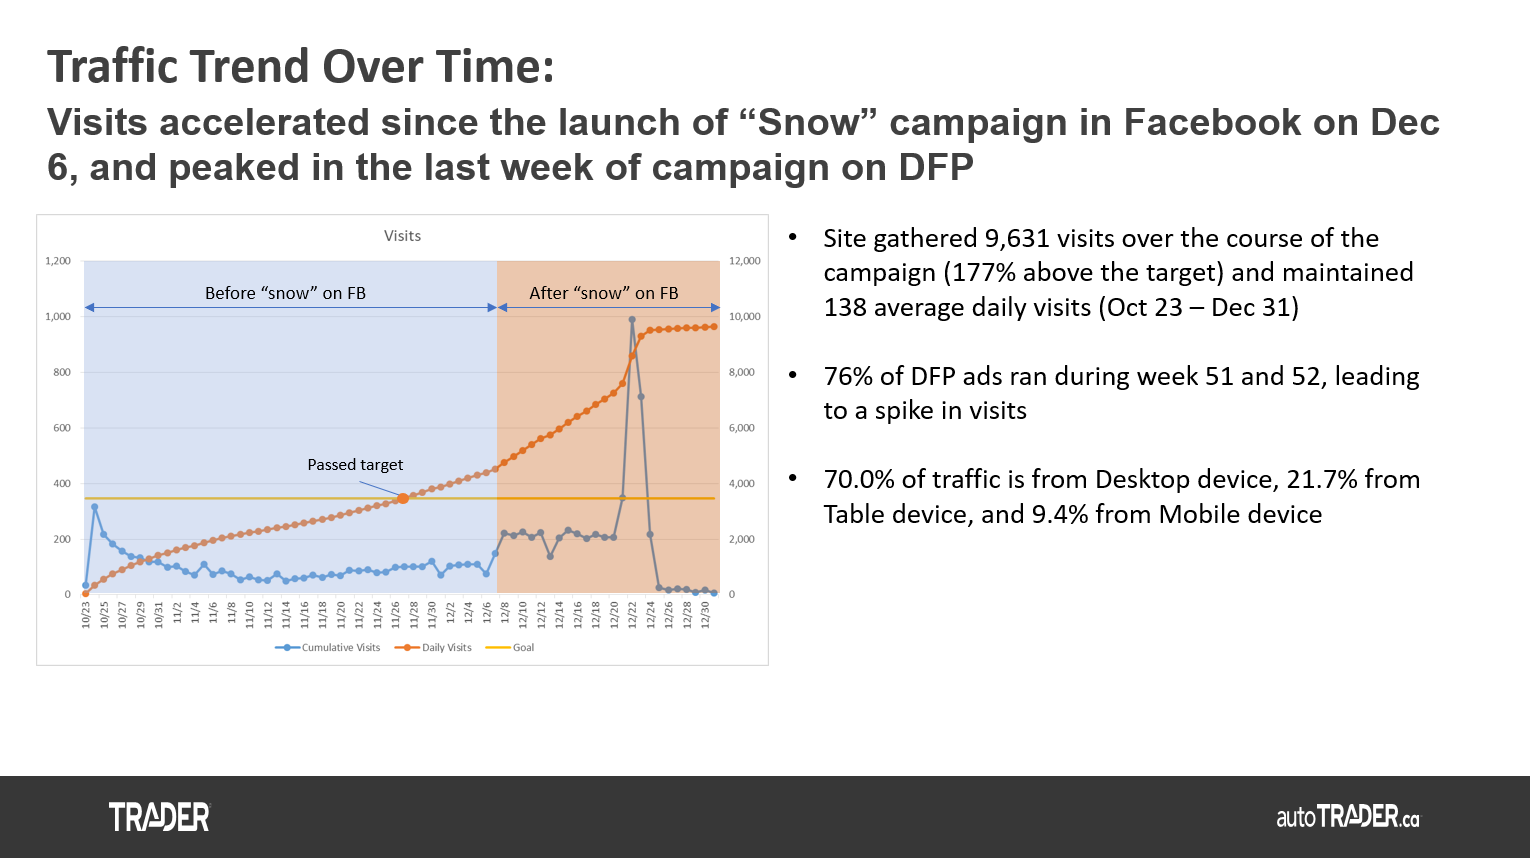 Traffic Trend Over Time:
Visits accelerated since the launch of “Snow” campaign in Facebook on Dec
6, and peaked in the last week of campaign on DFP
Visits
1,200
1,000
800
600
400
200
0
12,000
10,000
8,000
6,000
4,000
2,000
0
Before “snow” on FB
After “snow” on FB
Passed target
10/23
10/25
10/27
10/29
10/31
11/2
11/4
11/6
11/8
11/10
11/12
11/14
11/16
11/18
11/20
11/22
11/24
11/26
11/28
11/30
12/2
12/4
12/6
12/8
12/10
12/12
12/14
12/16
12/18
12/20
12/22
12/24
12/26
12/28
12/30
Cumulative Visits
Daily Visits
Goal
• Site gathered 9,631 visits over the course of the
campaign (177% above the target) and maintained
138 average daily visits (Oct 23 – Dec 31)
• 76% of DFP ads ran during week 51 and 52, leading
to a spike in visits
• 70.0% of traffic is from Desktop device, 21.7% from
Table device, and 9.4% from Mobile device
TRADER
autoTRADER.ca